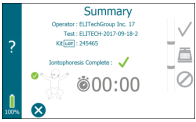 Summary
Operator : ELITechGroup Inc. 17
Test : ELITECH-2017-09-18-2
Kit LOT : 245465
Iontophoresis Complete :
?
00:00
100%